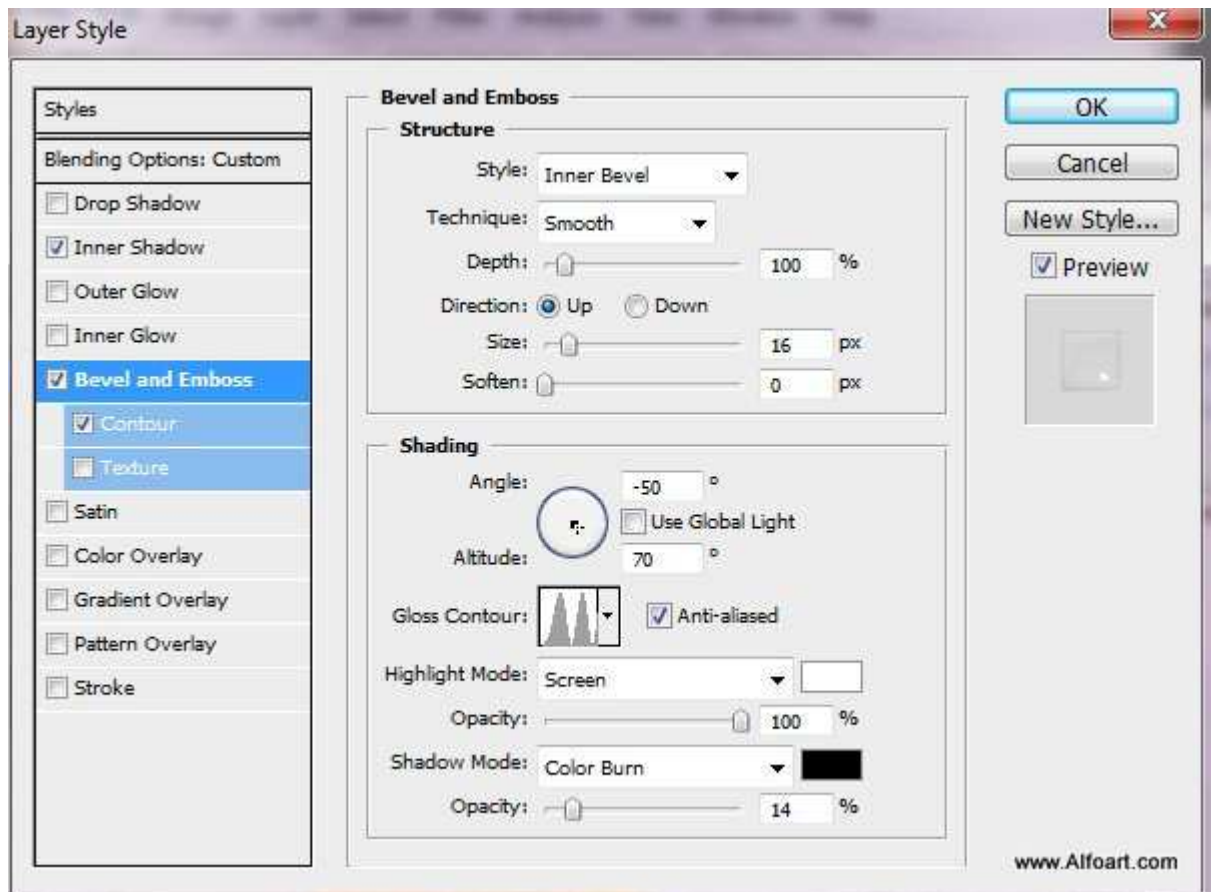 Layer Style
Styles
Blending Options: Custom
Drop Shadow
Inner Shadow
Outer Glow
Inner Glow
Bevel and Emboss
Contour
Texture
Satin
Color Overlay
Gradient Overlay
Pattern Overlay
Stroke
Bevel and Emboss
Structure
Style: Inner Bevel
Technique: Smooth
Depth: 100 %
Direction: Up Down
Size: 16 px
Soften: 0 px
Shading
Angle: -50 °
Use Global Light
Altitude: 70 °
Gloss Contour: Anti-aliased
Highlight Mode: Screen
Opacity: 100 %
Shadow Mode: Color Burn
Opacity: 14 %
OK
Cancel
New Style...
Preview
www.Alfoart.com